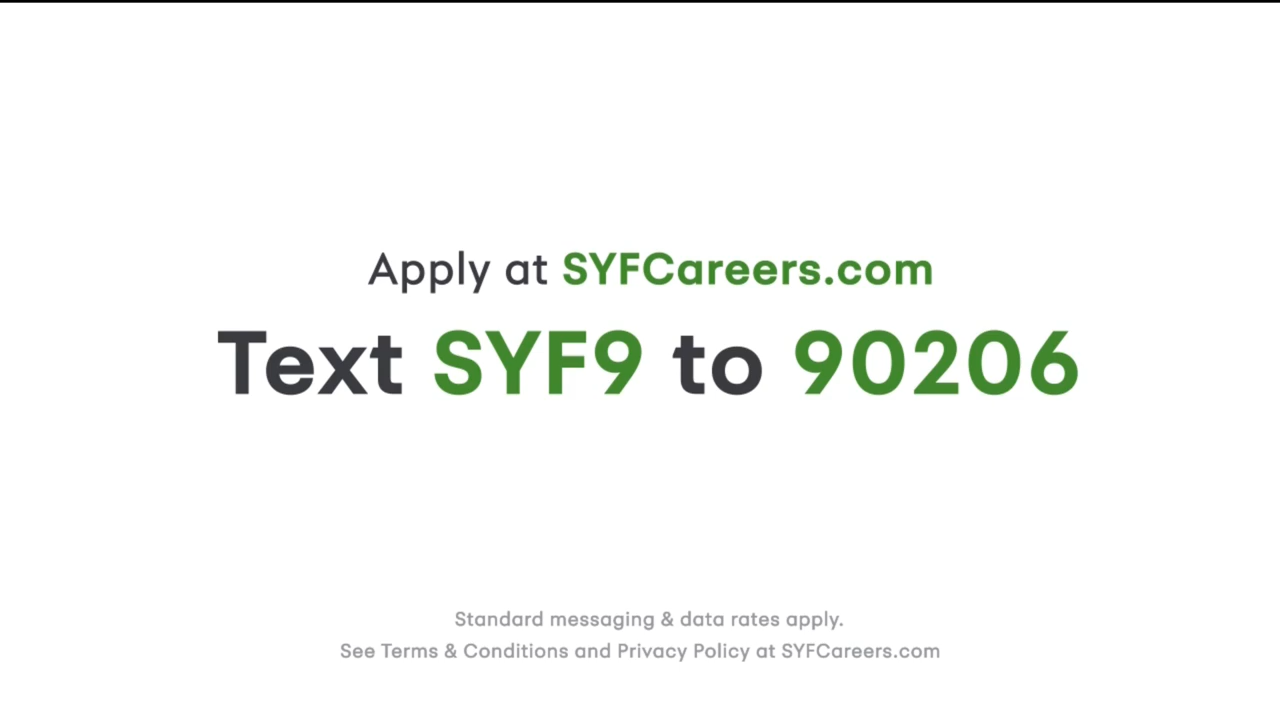 Apply at SYFCareers.com
Text SYF9 to 90206
Standard messaging & data rates apply.
See Terms & Conditions and Privacy Policy at SYFCareers.com